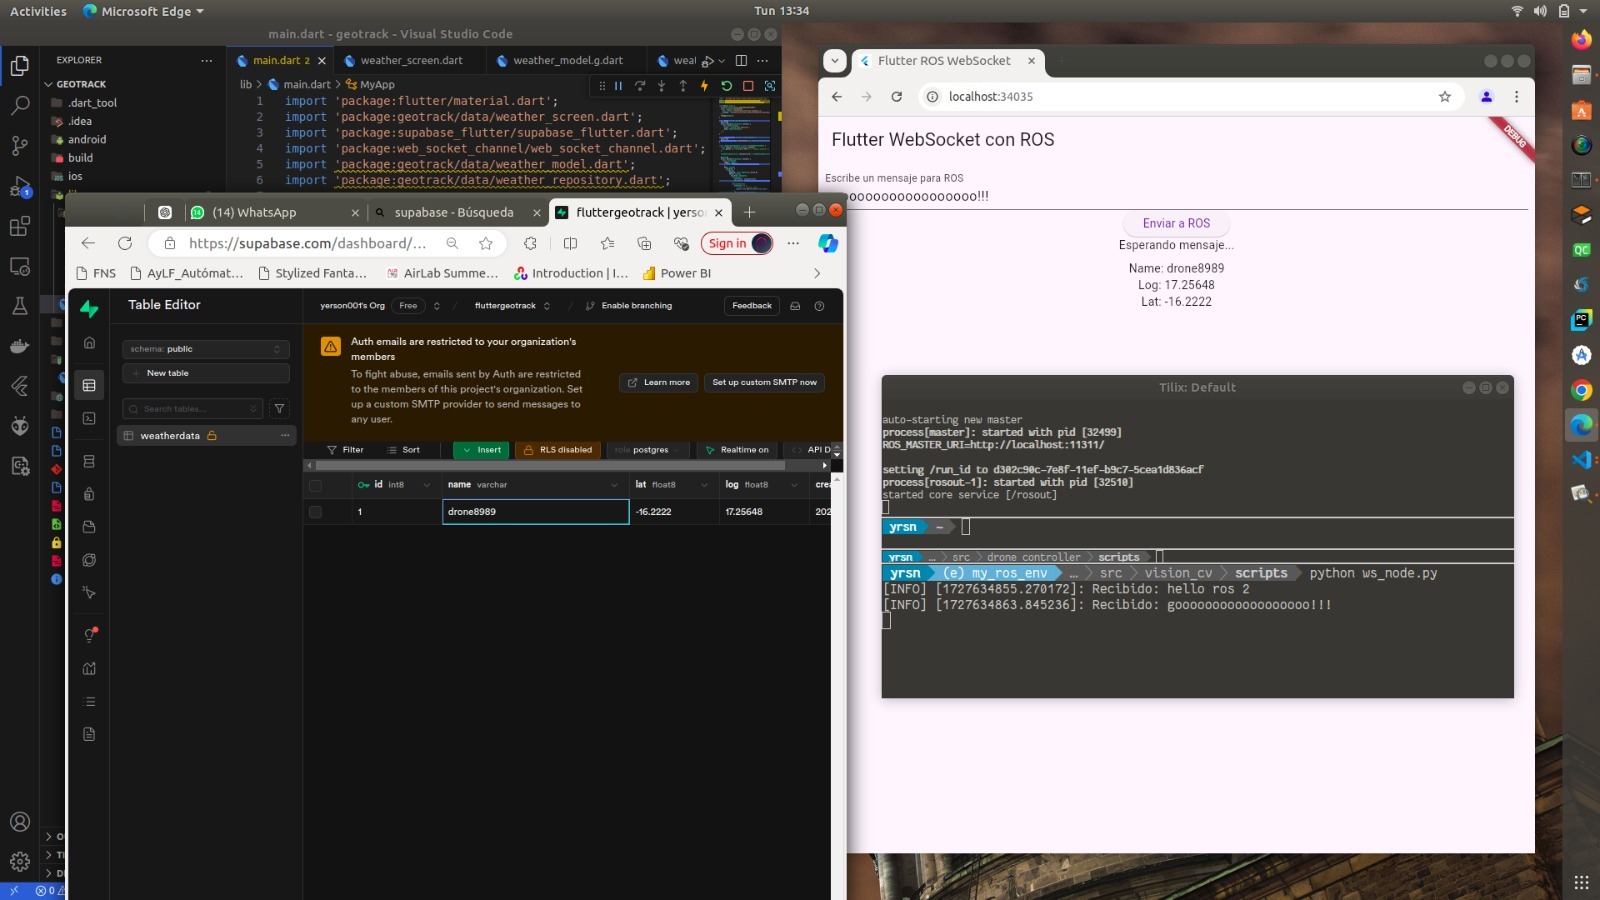 Activities
Microsoft Edge
Tun 13:34
main.dart - geotrack - Visual Studio Code
EXPLORER
main.dart 2
weather_screen.dart
weather_model.g.dart
GEOTRACK
lib > main.dart > MyApp
.dart_tool
.idea
android
build
ios
1 import 'package:flutter/material.dart';
2 import 'package:geotrack/data/weather_screen.dart';
3 import 'package:supabase_flutter/supabase_flutter.dart';
4 import 'package:web_socket_channel/web_socket_channel.dart';
5 import 'package:geotrack/data/weather_model.dart';
6 import 'package:geotrack/data/weather_repository.dart';
1
(14) WhatsApp
supabase - Búsqueda
fluttergeotrack | yerso
https://supabase.com/dashboard/...
Sign in
FNS
AyLF_Autómat...
Stylized Fanta...
AirLab Summe...
Introduction | I...
Power BI
Table Editor
yerson001's Org
Free
fluttergeotrack
Enable branching
Feedback
schema: public
New table
Search tables...
weatherdata
Auth emails are restricted to your organization's
members
To fight abuse, emails sent by Auth are restricted
to the members of this project's organization. Set
up a custom SMTP provider to send messages to
any user.
Learn more
Set up custom SMTP now
Filter
Sort
Insert
RLS disabled
role postgres
Realtime on
API D
id int8
name varchar
lat float8
log float8
crea
1
drone8989
-16.2222
17.25648
202
0
Flutter ROS WebSocket
localhost:34035
DEBUG
Flutter WebSocket con ROS
Escribe un mensaje para ROS
ooooooooooooooooo!!!
Enviar a ROS
Esperando mensaje...
Name: drone8989
Log: 17.25648
Lat: -16.2222
Tilix: Default
auto-starting new master
process[master]: started with pid [32499]
ROS_MASTER_URI=http://localhost:11311/
setting /run_id to d302c90c-7e8f-11ef-b9c7-5cea1d836acf
process[rosout-1]: started with pid [32510]
started core service [/rosout]
yrsn ~
yrsn … src drone controller scripts
yrsn (e) my_ros_env … src vision_cv scripts python ws_node.py
[INFO] [1727634855.270172]: Recibido: hello ros 2
[INFO] [1727634863.845236]: Recibido: gooooooooooooooooo!!!